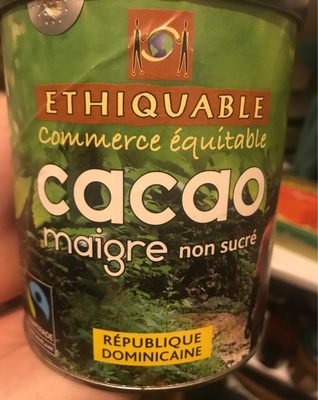 ETHIQUABLE
commerce équitable
cacao
maigre non sucré
RÉPUBLIQUE
DOMINICAINE